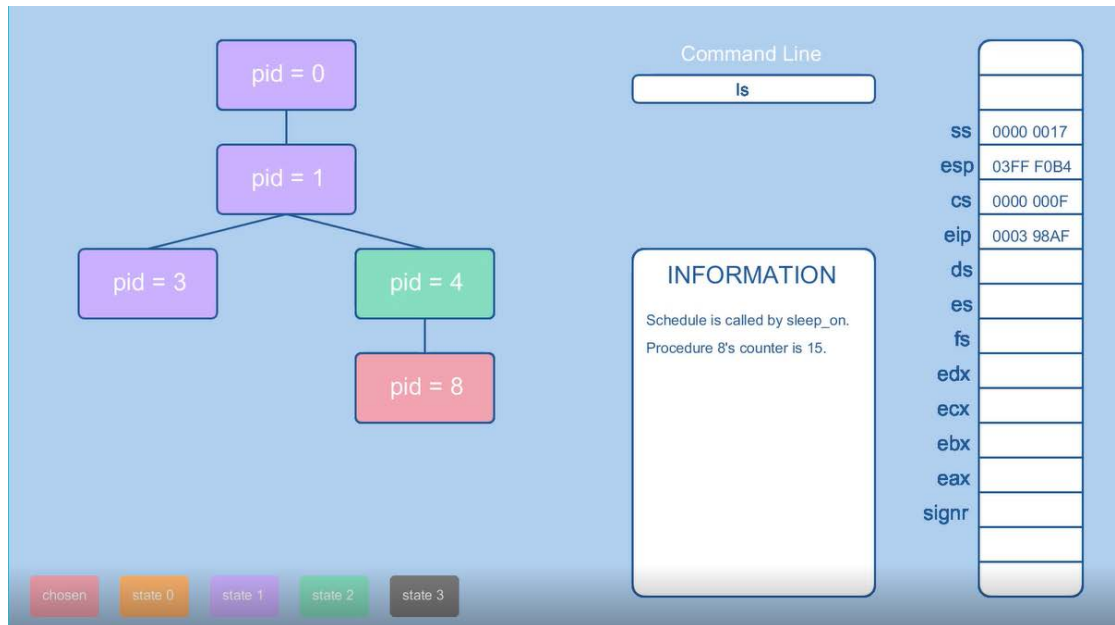 pid = 0
pid = 1
pid = 3
pid = 4
pid = 8
Command Line
ls
INFORMATION
Schedule is called by sleep_on.
Procedure 8's counter is 15.
ss 0000 0017
esp 03FF F0B4
cs 0000 000F
eip 0003 98AF
ds
es
fs
edx
ecx
ebx
eax
signr
chosen
state 0
state 1
state 2
state 3